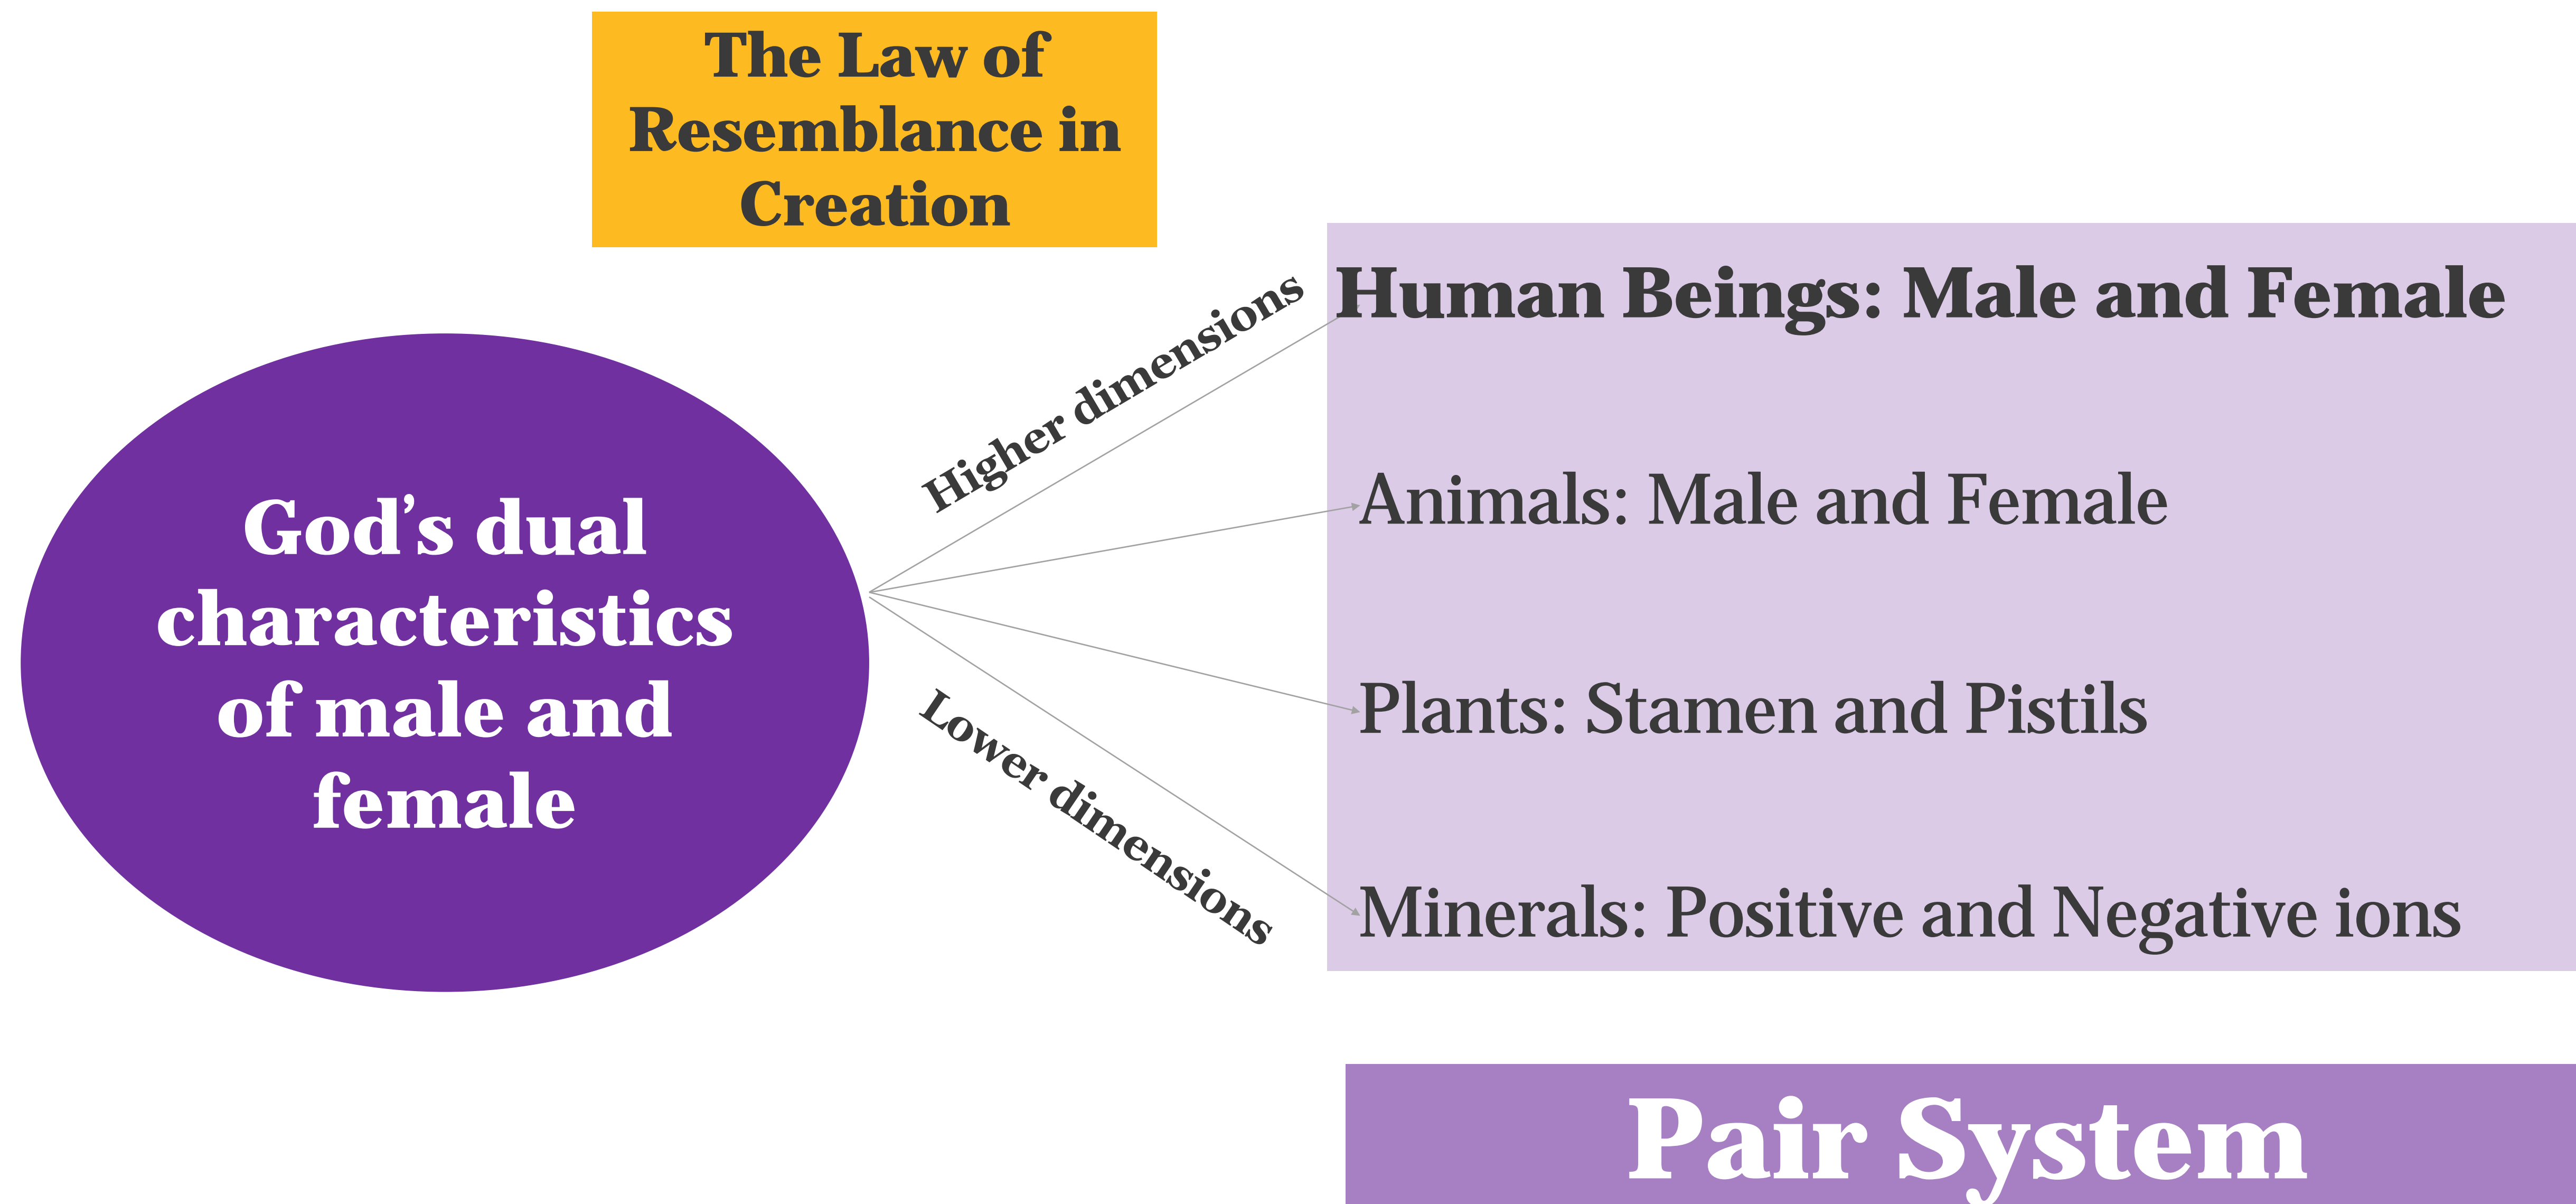 The Law of
Resemblance in
Creation
Higher dimensions
Human Beings: Male and Female
God’s dual
characteristics
of male and
female
Animals: Male and Female
Plants: Stamen and Pistils
Lower dimensions
Minerals: Positive and Negative ions
Pair System